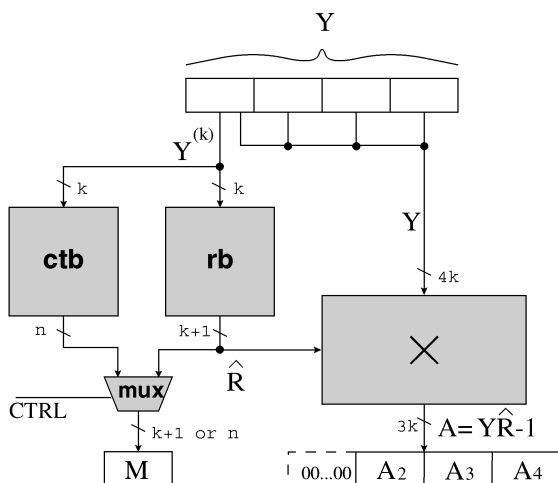 Y
Y(k)
k
k
Y
ctb
rb
4k
n
k+1
×
R̂
mux
CTRL
k+1 or n
3k
A=YR̂-1
M
00...00
A2
A3
A4